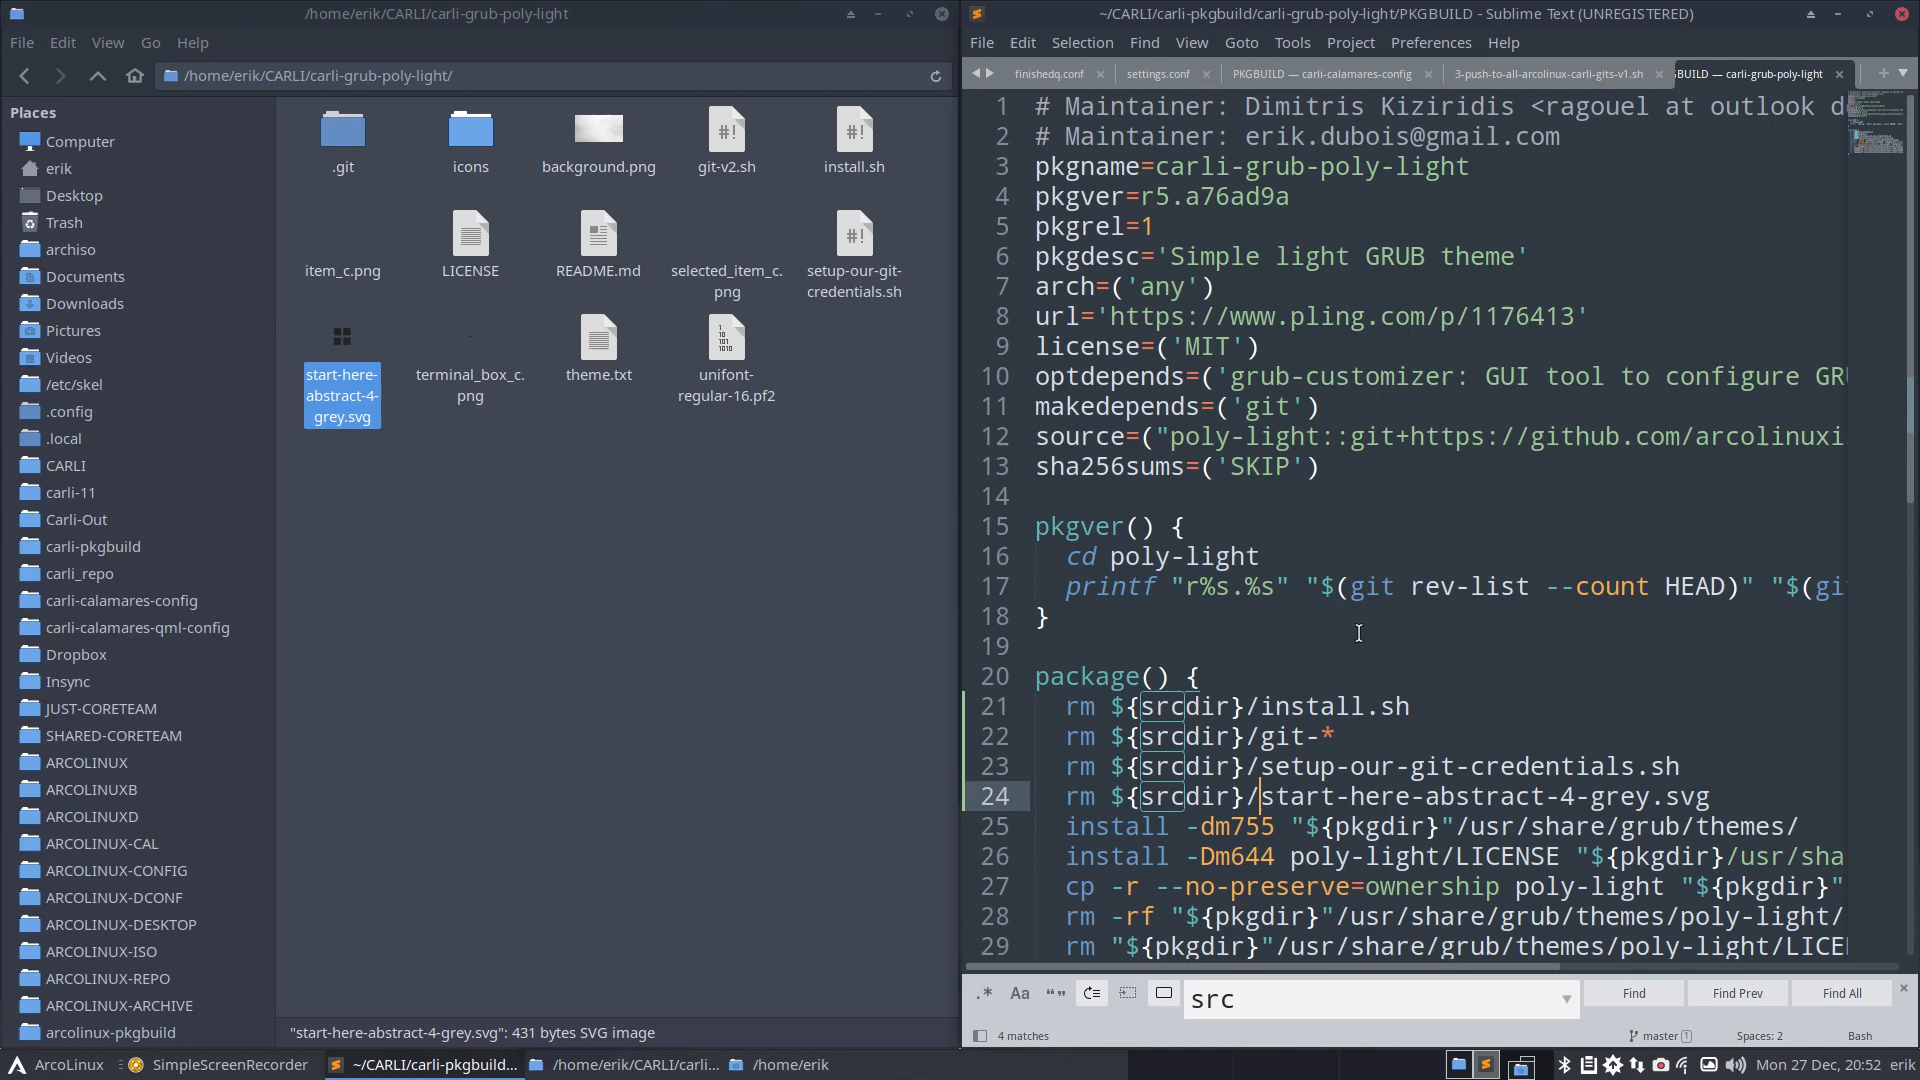 /home/erik/CARLI/carli-grub-poly-light
File Edit View Go Help
/home/erik/CARLI/carli-grub-poly-light/
Places
Computer
erik
Desktop
Trash
archiso
Documents
Downloads
Pictures
Videos
/etc/skel
.config
.local
CARLI
carli-11
Carli-Out
carli-pkgbuild
carli_repo
carli-calamares-config
carli-calamares-qml-config
Dropbox
Insync
JUST-CORETEAM
SHARED-CORETEAM
ARCOLINUX
ARCOLINUXB
ARCOLINUXD
ARCOLINUX-CAL
ARCOLINUX-CONFIG
ARCOLINUX-DCONF
ARCOLINUX-DESKTOP
ARCOLINUX-ISO
ARCOLINUX-REPO
ARCOLINUX-ARCHIVE
arcolinux-pkgbuild
.git
icons
background.png
git-v2.sh
install.sh
item_c.png
LICENSE
README.md
selected_item_c.
png
setup-our-git-
credentials.sh
start-here-
abstract-4-
grey.svg
terminal_box_c.
png
theme.txt
unifont-
regular-16.pf2
"start-here-abstract-4-grey.svg": 431 bytes SVG image
~/CARLI/carli-pkgbuild/carli-grub-poly-light/PKGBUILD - Sublime Text (UNREGISTERED)
File Edit Selection Find View Goto Tools Project Preferences Help
finishedq.conf settings.conf PKGBUILD — carli-calamares-config 3-push-to-all-arcolinux-carli-gits-v1.sh BUILD — carli-grub-poly-light
1 # Maintainer: Dimitris Kiziridis <ragouel at outlook d
2 # Maintainer: erik.dubois@gmail.com
3 pkgname=carli-grub-poly-light
4 pkgver=r5.a76ad9a
5 pkgrel=1
6 pkgdesc='Simple light GRUB theme'
7 arch=('any')
8 url='https://www.pling.com/p/1176413'
9 license=('MIT')
10 optdepends=('grub-customizer: GUI tool to configure GRU
11 makedepends=('git')
12 source=("poly-light::git+https://github.com/arcolinuxi
13 sha256sums=('SKIP')
14
15 pkgver() {
16 cd poly-light
17 printf "r%s.%s" "$(git rev-list --count HEAD)" "$(gi
18 }
19
20 package() {
21 rm ${srcdir}/install.sh
22 rm ${srcdir}/git-*
23 rm ${srcdir}/setup-our-git-credentials.sh
24 rm ${srcdir}/start-here-abstract-4-grey.svg
25 install -dm755 "${pkgdir}"/usr/share/grub/themes/
26 install -Dm644 poly-light/LICENSE "${pkgdir}/usr/sha
27 cp -r --no-preserve=ownership poly-light "${pkgdir}"
28 rm -rf "${pkgdir}"/usr/share/grub/themes/poly-light/
29 rm "${pkgdir}"/usr/share/grub/themes/poly-light/LICE
.* Aa “” src Find Find Prev Find All
4 matches master 1 Spaces: 2 Bash
ArcoLinux SimpleScreenRecorder ~/CARLI/carli-pkgbuild... /home/erik/CARLI/carli... /home/erik Mon 27 Dec, 20:52 erik